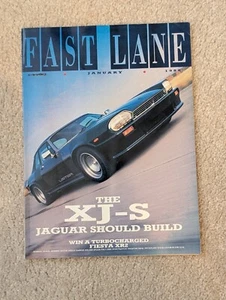 FAST LANE
JANUARY
THE
XJ-S
JAGUAR SHOULD BUILD
WIN A TURBOCHARGED
FIESTA XR2